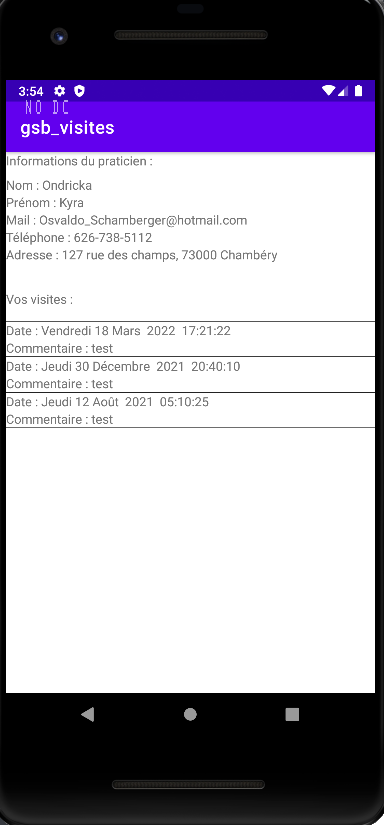 3:54
NO DC
gsb_visites
Informations du praticien :
Nom : Ondricka
Prénom : Kyra
Mail : Osvaldo_Schamberger@hotmail.com
Téléphone : 626-738-5112
Adresse : 127 rue des champs, 73000 Chambéry
Vos visites :
Date : Vendredi 18 Mars  2022  17:21:22
Commentaire : test
Date : Jeudi 30 Décembre  2021  20:40:10
Commentaire : test
Date : Jeudi 12 Août  2021  05:10:25
Commentaire : test